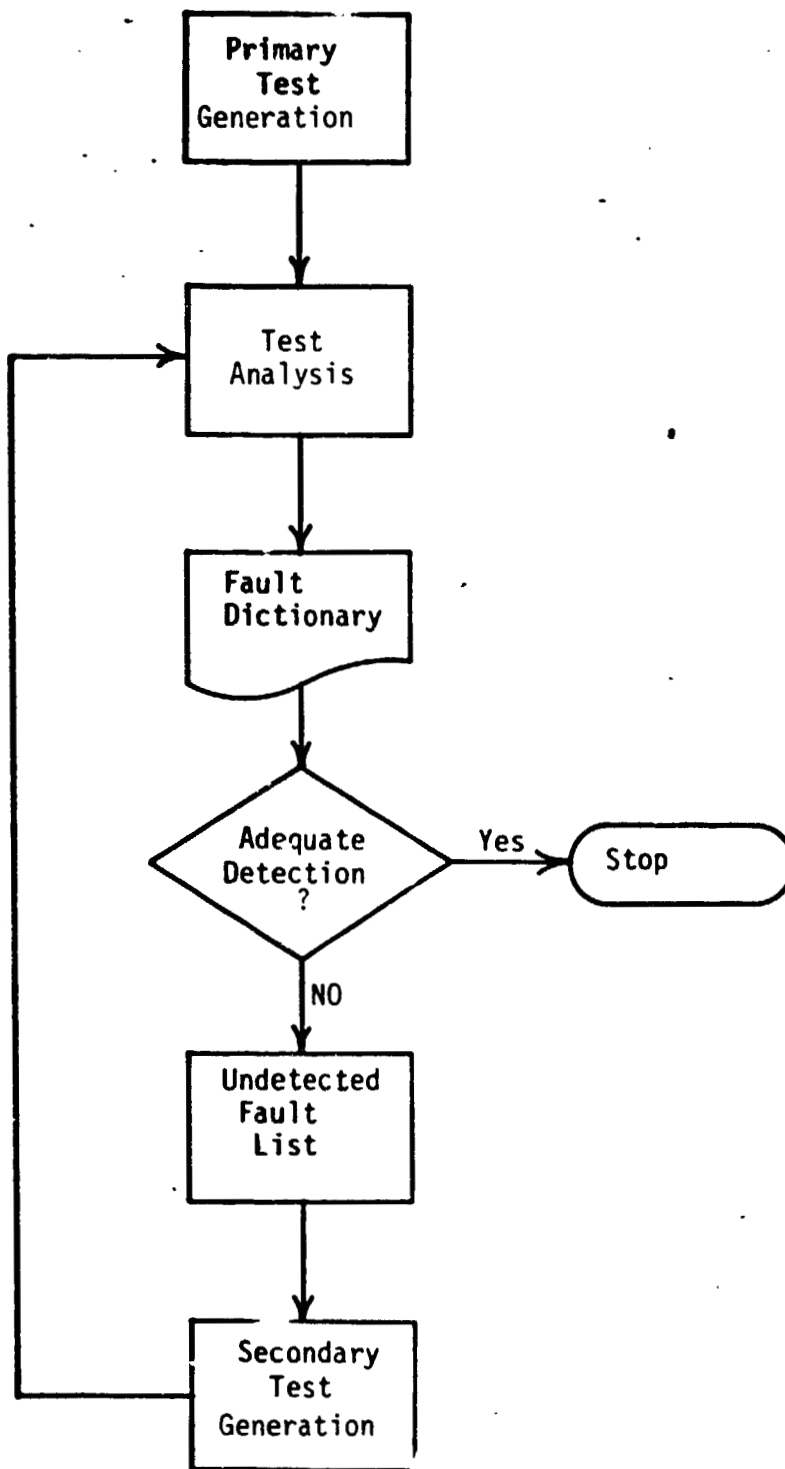 Primary
Test
Generation
Test
Analysis
Fault
Dictionary
Adequate
Detection
?
Yes
Stop
NO
Undetected
Fault
List
Secondary
Test
Generation